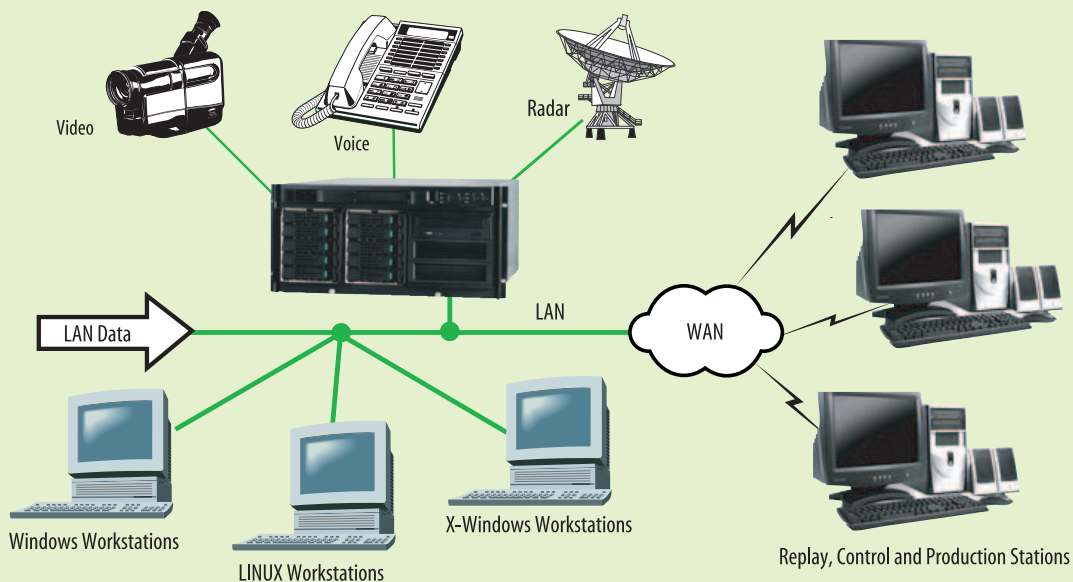 Video
Voice
Radar
LAN Data
LAN
WAN
Windows Workstations
LINUX Workstations
X-Windows Workstations
Replay, Control and Production Stations